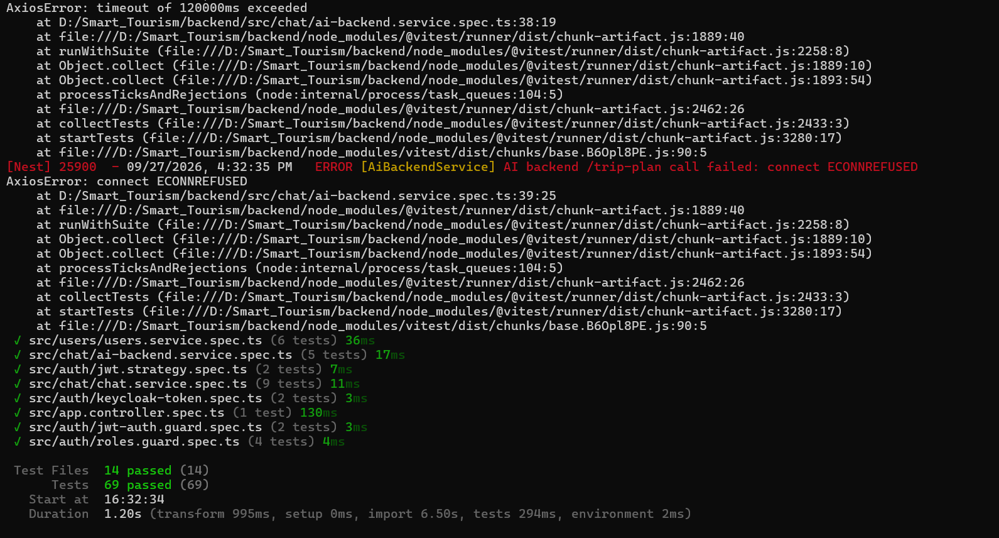 AxiosError: timeout of 120000ms exceeded
    at D:/Smart_Tourism/backend/src/chat/ai-backend.service.spec.ts:38:19
    at file:///D:/Smart_Tourism/backend/node_modules/@vitest/runner/dist/chunk-artifact.js:1889:40
    at runWithSuite (file:///D:/Smart_Tourism/backend/node_modules/@vitest/runner/dist/chunk-artifact.js:2258:8)
    at Object.collect (file:///D:/Smart_Tourism/backend/node_modules/@vitest/runner/dist/chunk-artifact.js:1889:10)
    at Object.collect (file:///D:/Smart_Tourism/backend/node_modules/@vitest/runner/dist/chunk-artifact.js:1893:54)
    at processTicksAndRejections (node:internal/process/task_queues:104:5)
    at file:///D:/Smart_Tourism/backend/node_modules/@vitest/runner/dist/chunk-artifact.js:2462:26
    at collectTests (file:///D:/Smart_Tourism/backend/node_modules/@vitest/runner/dist/chunk-artifact.js:2433:3)
    at startTests (file:///D:/Smart_Tourism/backend/node_modules/@vitest/runner/dist/chunk-artifact.js:3280:17)
    at file:///D:/Smart_Tourism/backend/node_modules/vitest/dist/chunks/base.B6Opl8PE.js:90:5
[Nest] 25900  - 09/27/2026, 4:32:35 PM   ERROR [AiBackendService] AI backend /trip-plan call failed: connect ECONNREFUSED
AxiosError: connect ECONNREFUSED
    at D:/Smart_Tourism/backend/src/chat/ai-backend.service.spec.ts:39:25
    at file:///D:/Smart_Tourism/backend/node_modules/@vitest/runner/dist/chunk-artifact.js:1889:40
    at runWithSuite (file:///D:/Smart_Tourism/backend/node_modules/@vitest/runner/dist/chunk-artifact.js:2258:8)
    at Object.collect (file:///D:/Smart_Tourism/backend/node_modules/@vitest/runner/dist/chunk-artifact.js:1889:10)
    at Object.collect (file:///D:/Smart_Tourism/backend/node_modules/@vitest/runner/dist/chunk-artifact.js:1893:54)
    at processTicksAndRejections (node:internal/process/task_queues:104:5)
    at file:///D:/Smart_Tourism/backend/node_modules/@vitest/runner/dist/chunk-artifact.js:2462:26
    at collectTests (file:///D:/Smart_Tourism/backend/node_modules/@vitest/runner/dist/chunk-artifact.js:2433:3)
    at startTests (file:///D:/Smart_Tourism/backend/node_modules/@vitest/runner/dist/chunk-artifact.js:3280:17)
    at file:///D:/Smart_Tourism/backend/node_modules/vitest/dist/chunks/base.B6Opl8PE.js:90:5
 √ src/users/users.service.spec.ts (6 tests) 36ms
 √ src/chat/ai-backend.service.spec.ts (5 tests) 17ms
 √ src/auth/jwt.strategy.spec.ts (2 tests) 7ms
 √ src/chat/chat.service.spec.ts (9 tests) 11ms
 √ src/auth/keycloak-token.spec.ts (2 tests) 3ms
 √ src/app.controller.spec.ts (1 test) 130ms
 √ src/auth/jwt-auth.guard.spec.ts (2 tests) 3ms
 √ src/auth/roles.guard.spec.ts (4 tests) 4ms
 Test Files  14 passed (14)
      Tests  69 passed (69)
   Start at  16:32:34
   Duration  1.20s (transform 995ms, setup 0ms, import 6.50s, tests 294ms, environment 2ms)